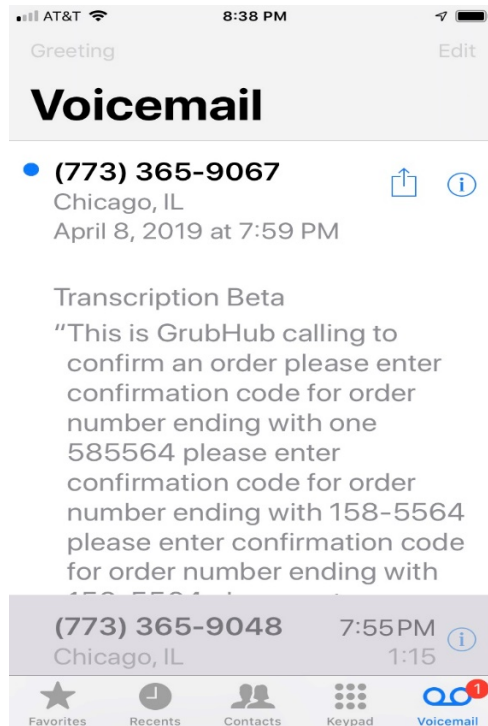 AT&T 8:38 PM
Greeting Edit
Voicemail
(773) 365-9067
Chicago, IL
April 8, 2019 at 7:59 PM
Transcription Beta
“This is GrubHub calling to
confirm an order please enter
confirmation code for order
number ending with one
585564 please enter
confirmation code for order
number ending with 158-5564
please enter confirmation code
for order number ending with
(773) 365-9048 7:55 PM
Chicago, IL 1:15
Favorites Recents Contacts Keypad Voicemail 1